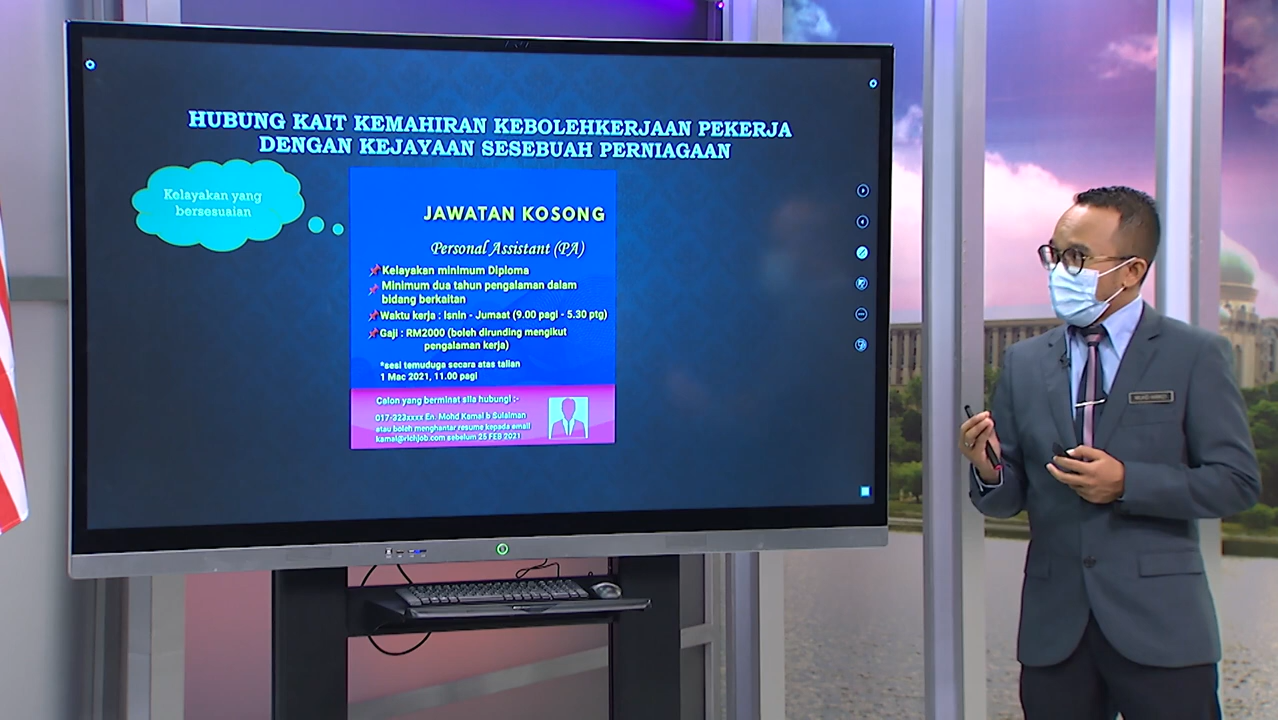 HUBUNG KAIT KEMAHIRAN KEBOLEHKERJAAN PEKERJA
DENGAN KEJAYAAN SESEBUAH PERNIAGAAN
Kelayakan yang
bersesuaian
JAWATAN KOSONG
Personal Assistant (PA)
Kelayakan minimum Diploma
Minimum dua tahun pengalaman dalam
bidang berkaitan
Waktu kerja : Isnin - Jumaat (9.00 pagi - 5.30 ptg)
Gaji : RM2000 (boleh dirunding mengikut
pengalaman kerja)
*sesi temuduga secara atas talian
1 Mac 2021, 11.00 pagi
Calon yang berminat sila hubungi :-
017-323xxxx En. Mohd Kamal b Sulaiman
atau boleh menghantar resume kepada email
kamal@richjob.com sebelum 25 FEB 2021